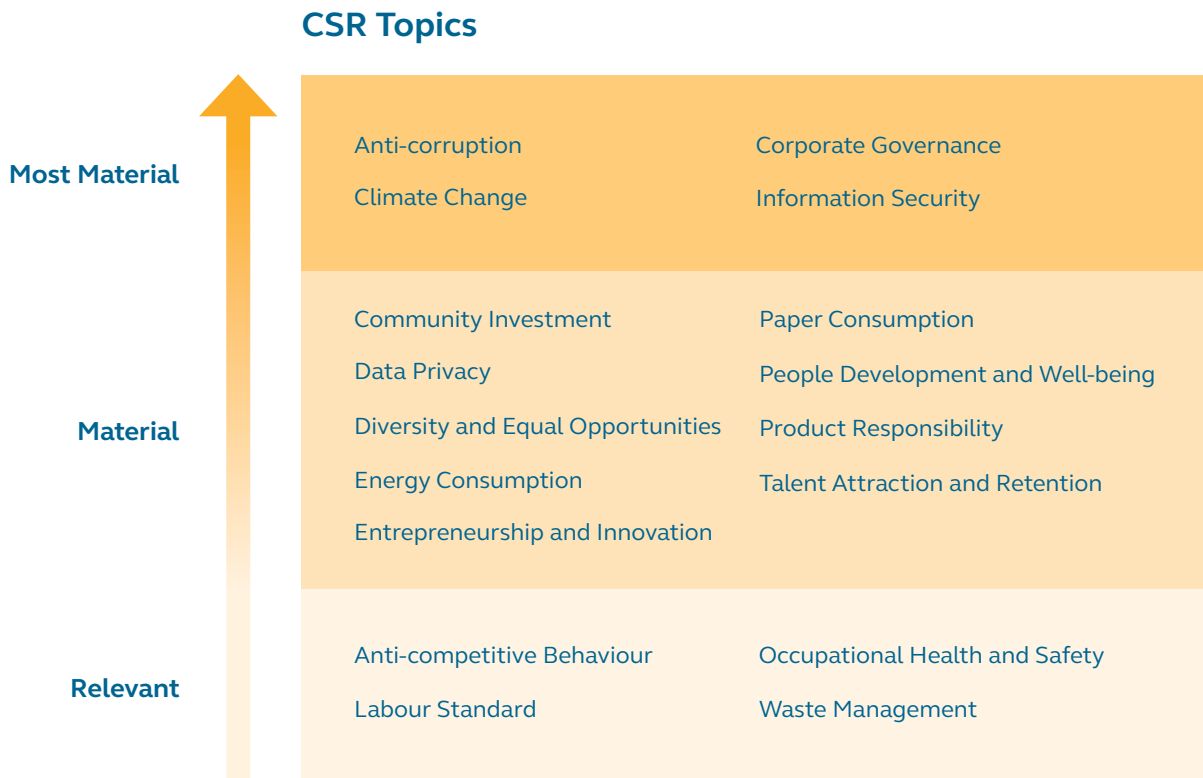 CSR Topics
Most Material
Anti-corruption
Climate Change
Corporate Governance
Information Security
Material
Community Investment
Data Privacy
Diversity and Equal Opportunities
Energy Consumption
Entrepreneurship and Innovation
Paper Consumption
People Development and Well-being
Product Responsibility
Talent Attraction and Retention
Relevant
Anti-competitive Behaviour
Labour Standard
Occupational Health and Safety
Waste Management